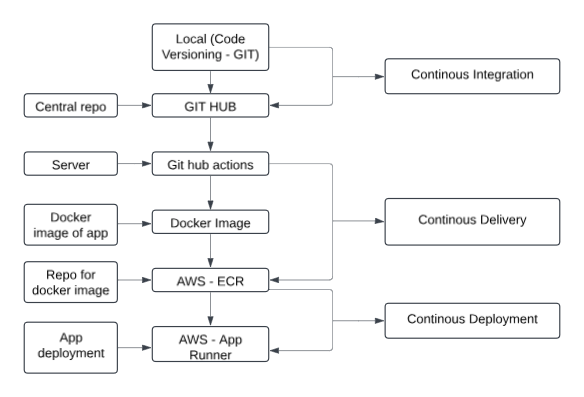 Local (Code
Versioning - GIT)
Continous Integration
Central repo
GIT HUB
Server
Git hub actions
Docker
image of app
Docker Image
Continous Delivery
Repo for
docker image
AWS - ECR
Continous Deployment
App
deployment
AWS - App
Runner